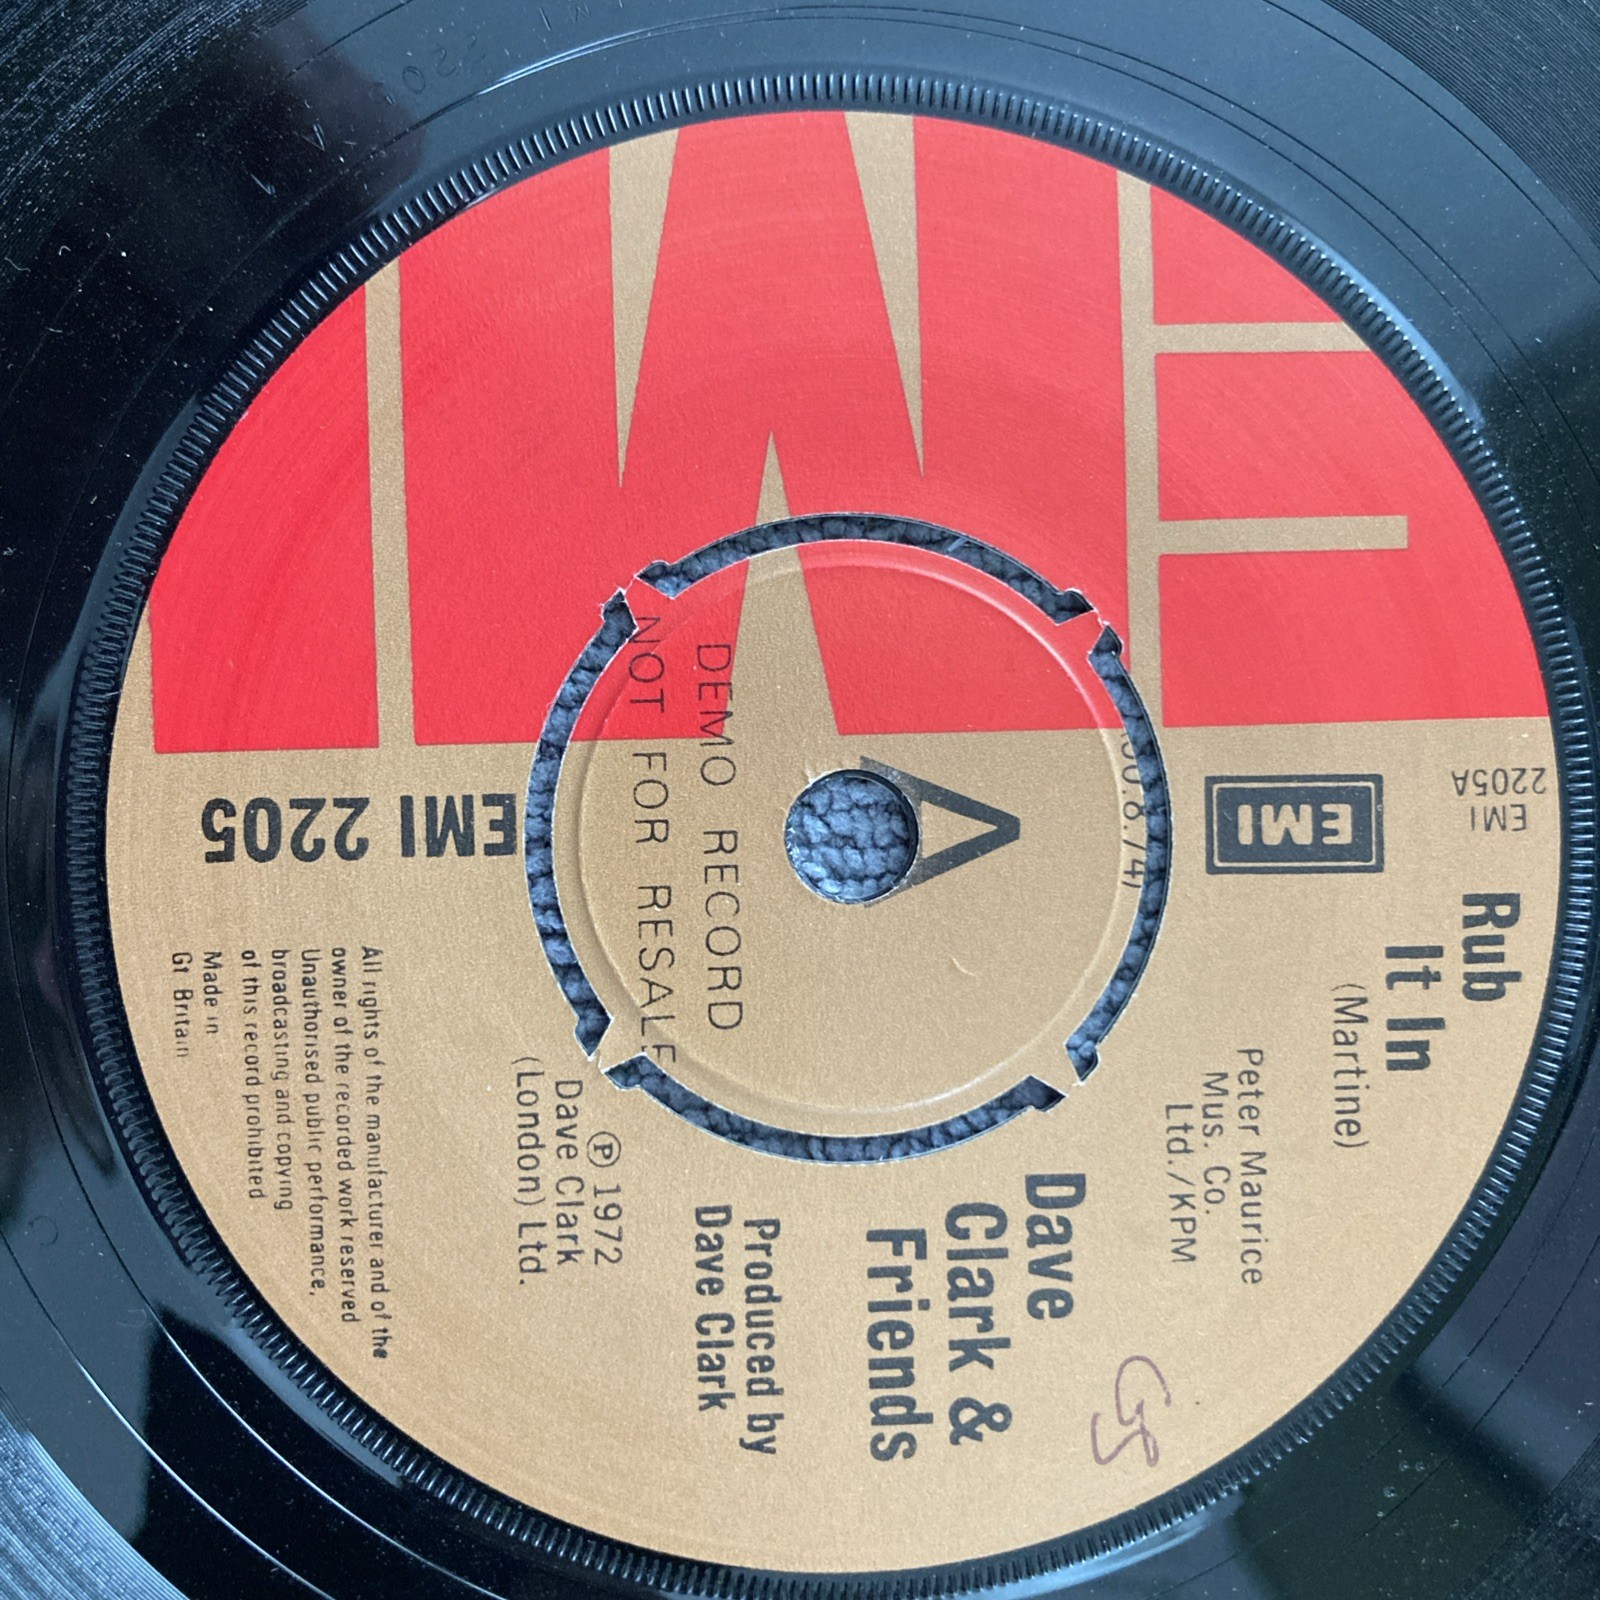 EMI
EMI
2205A
EMI
Rub
It In
(Martine)
Peter Maurice
Mus. Co.
Ltd./KPM
A
DEMO RECORD
NOT FOR RESALE
Dave
Clark &
Friends
GS
Produced by
Dave Clark
℗ 1972
Dave Clark
(London) Ltd.
EMI 2205
All rights of the manufacturer and of the
owner of the recorded work reserved
Unauthorised public performance,
broadcasting and copying
of this record prohibited
Made in
Gt Britain